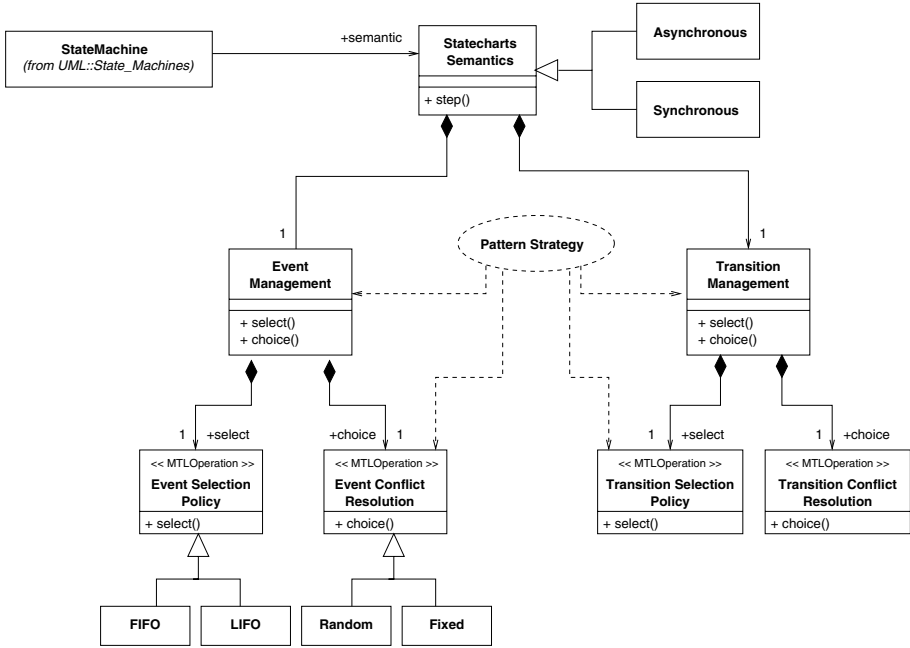 StateMachine
(from UML::State_Machines)
+semantic
Statecharts
Semantics
+ step()
Asynchronous
Synchronous
1
1
Pattern Strategy
Event
Management
+ select()
+ choice()
Transition
Management
+ select()
+ choice()
1 +select
+choice 1
1 +select
1 +choice
<< MTLOperation >>
Event Selection
Policy
+ select()
<< MTLOperation >>
Event Conflict
Resolution
+ choice()
<< MTLOperation >>
Transition Selection
Policy
+ select()
<< MTLOperation >>
Transition Conflict
Resolution
+ choice()
FIFO
LIFO
Random
Fixed